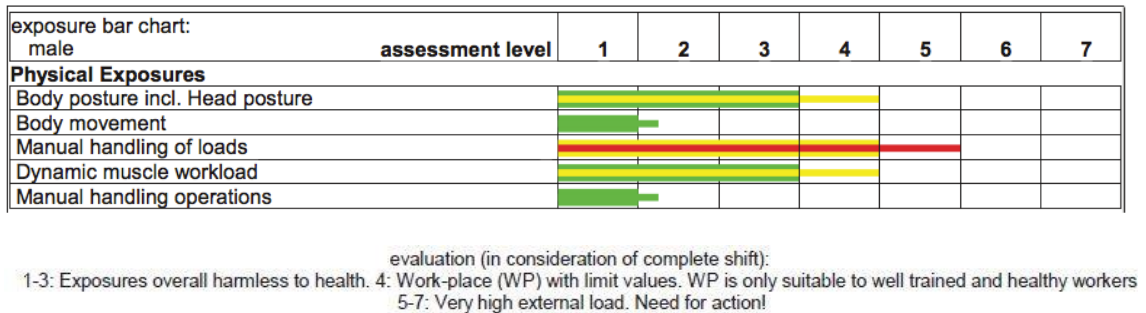 exposure bar chart:
male assessment level 1 2 3 4 5 6 7
Physical Exposures
Body posture incl. Head posture
Body movement
Manual handling of loads
Dynamic muscle workload
Manual handling operations
evaluation (in consideration of complete shift):
1-3: Exposures overall harmless to health. 4: Work-place (WP) with limit values. WP is only suitable to well trained and healthy workers
5-7: Very high external load. Need for action!